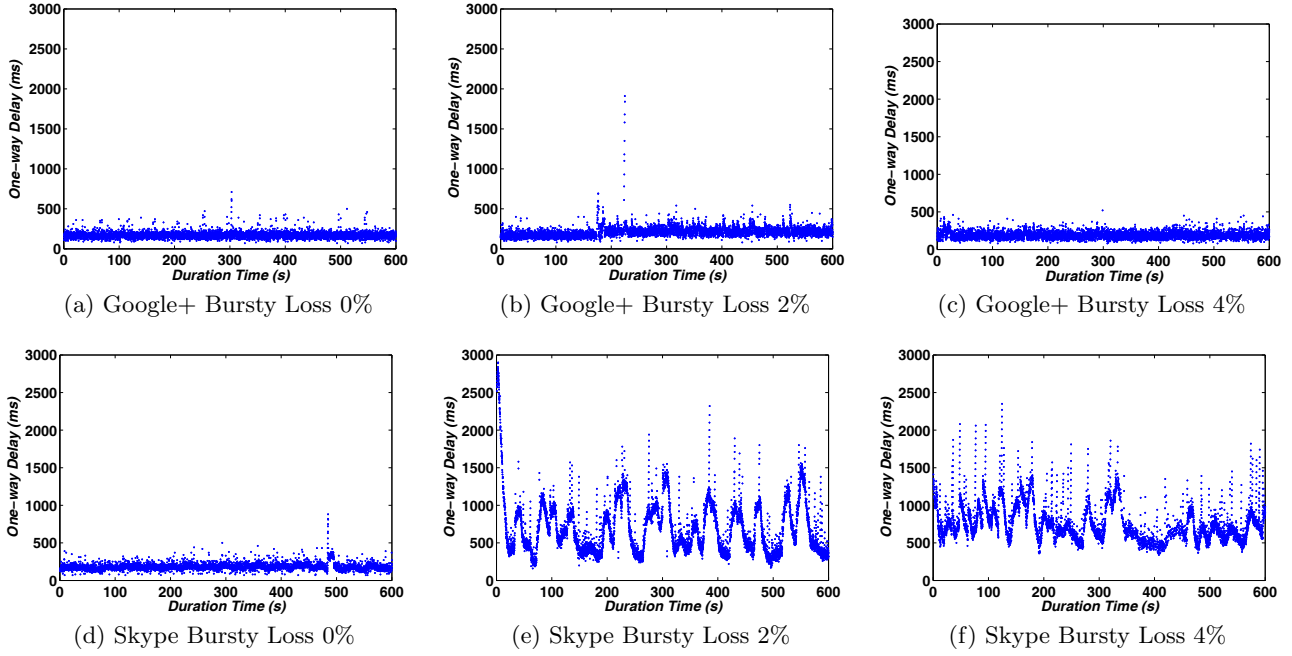 3000
2500
2000
1500
1000
500
0
0 100 200 300 400 500 600
One-way Delay (ms)
Duration Time (s)
(a) Google+ Bursty Loss 0%
3000
2500
2000
1500
1000
500
0
0 100 200 300 400 500 600
One-way Delay (ms)
Duration Time (s)
(b) Google+ Bursty Loss 2%
3000
2500
2000
1500
1000
500
0
0 100 200 300 400 500 600
One-way Delay (ms)
Duration Time (s)
(c) Google+ Bursty Loss 4%
3000
2500
2000
1500
1000
500
0
0 100 200 300 400 500 600
One-way Delay (ms)
Duration Time (s)
(d) Skype Bursty Loss 0%
3000
2500
2000
1500
1000
500
0
0 100 200 300 400 500 600
One-way Delay (ms)
Duration Time (s)
(e) Skype Bursty Loss 2%
3000
2500
2000
1500
1000
500
0
0 100 200 300 400 500 600
One-way Delay (ms)
Duration Time (s)
(f) Skype Bursty Loss 4%